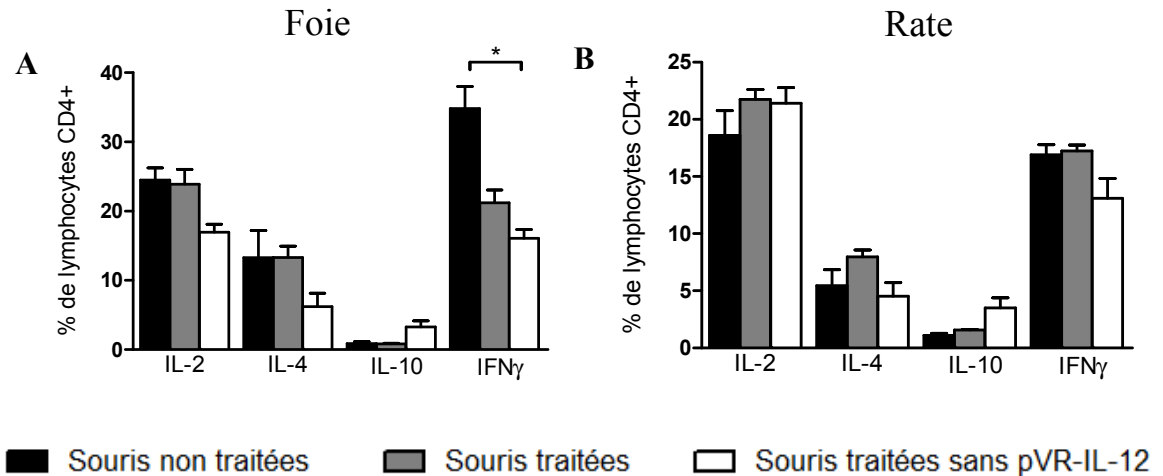 Foie
Rate
A
*
B
% de lymphocytes CD4+
40
30
20
10
0
IL-2
IL-4
IL-10
IFNγ
% de lymphocytes CD4+
25
20
15
10
5
0
IL-2
IL-4
IL-10
IFNγ
Souris non traitées
Souris traitées
Souris traitées sans pVR-IL-12